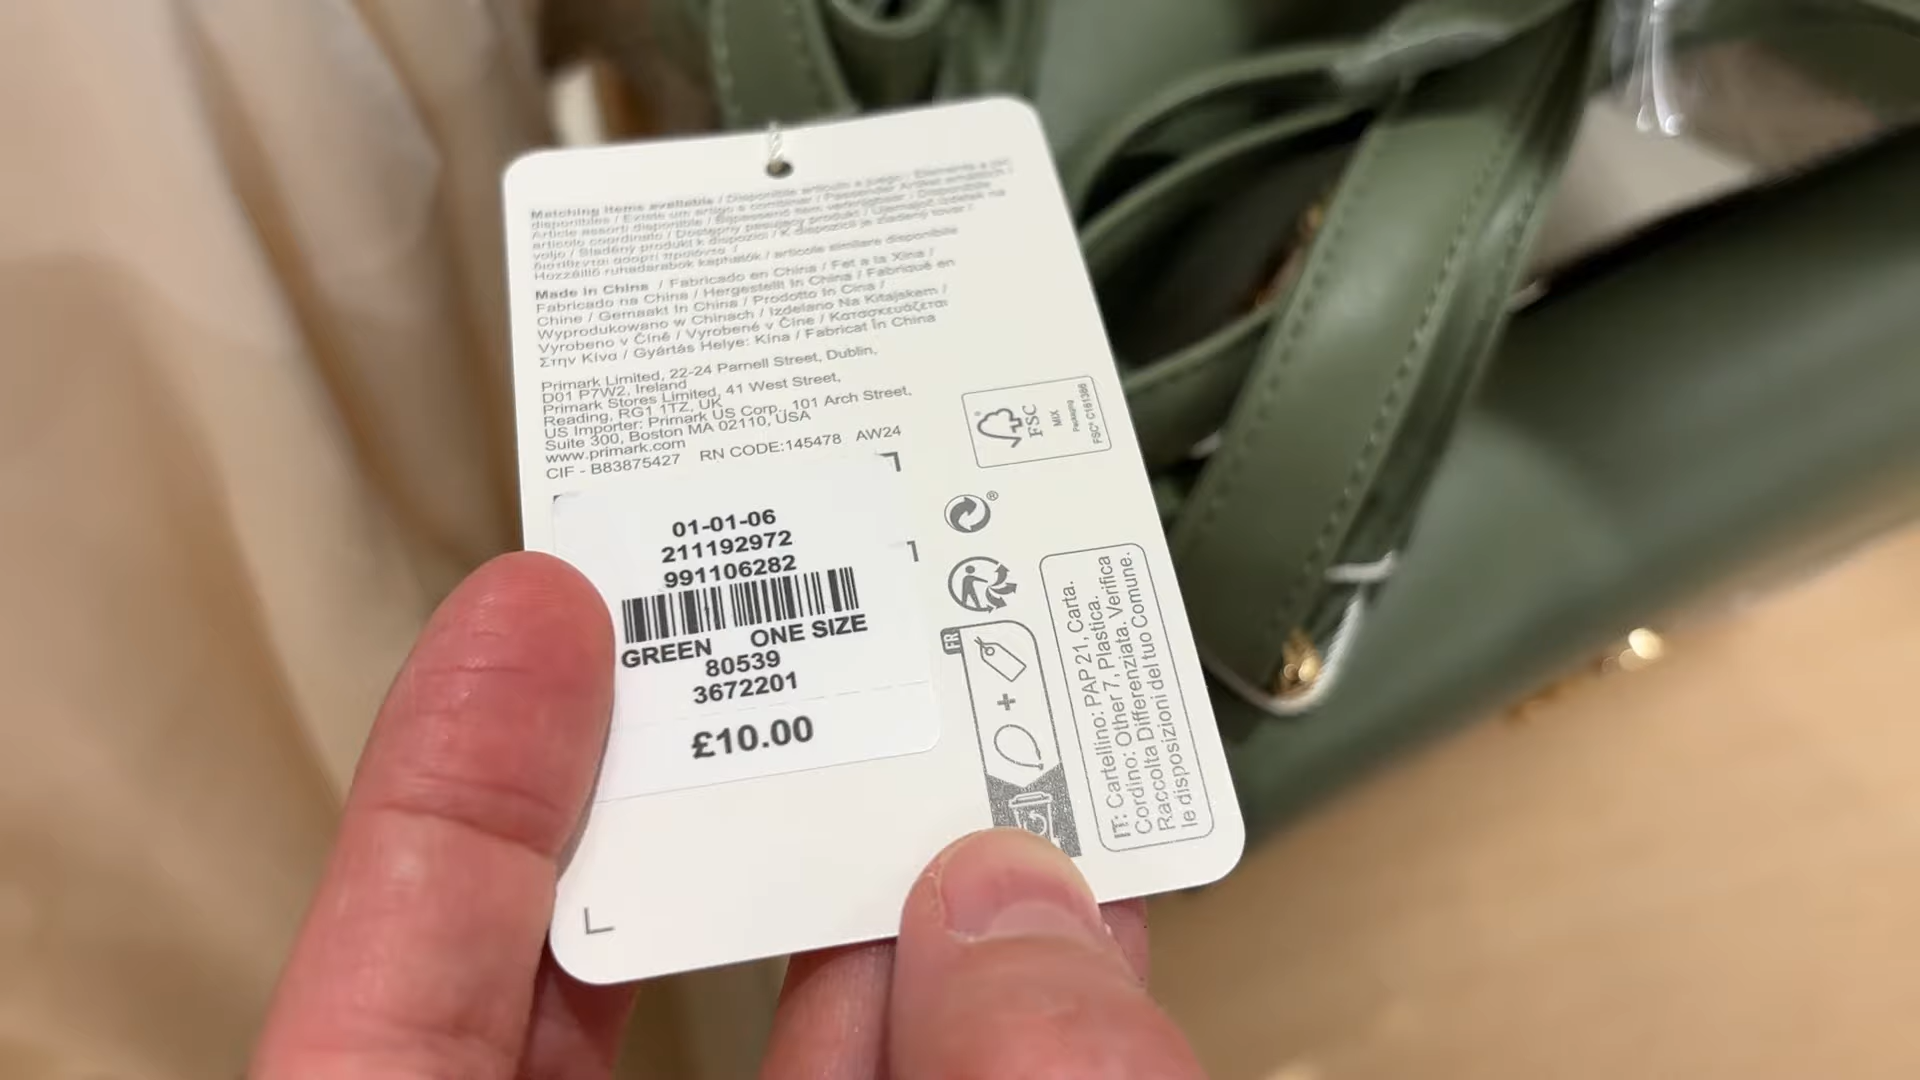 Matching items available / Disponible artículo a juego
Made In China / Fabricado en China / Fet a la Xina /
Fabricado na China / Hergestellt In China / Fabriqué en
Chine / Gemaakt In China / Prodotto In Cina /
Wyprodukowano w Chinach / Izdelano Na Kitajskem /
Vyrobeno v Číně / Vyrobené v Číne / Κατασκευάζεται
Στην Κίνα / Gyártás Helye: Kína / Fabricat În China
Primark Limited, 22-24 Parnell Street, Dublin,
D01 P7W2, Ireland
Primark Stores Limited, 41 West Street,
Reading, RG1 1TZ, UK
US Importer: Primark US Corp., 101 Arch Street,
Suite 300, Boston MA 02110, USA
www.primark.com
CIF - B83875427 RN CODE:145478 AW24
FSC
MIX
Packaging
01-01-06
211192972
991106282
GREEN ONE SIZE
80539
3672201
£10.00
FR
IT: Cartellino: PAP 21, Carta.
Cordino: Other 7, Plastica.
Raccolta Differenziata. Verifica
le disposizioni del tuo Comune.